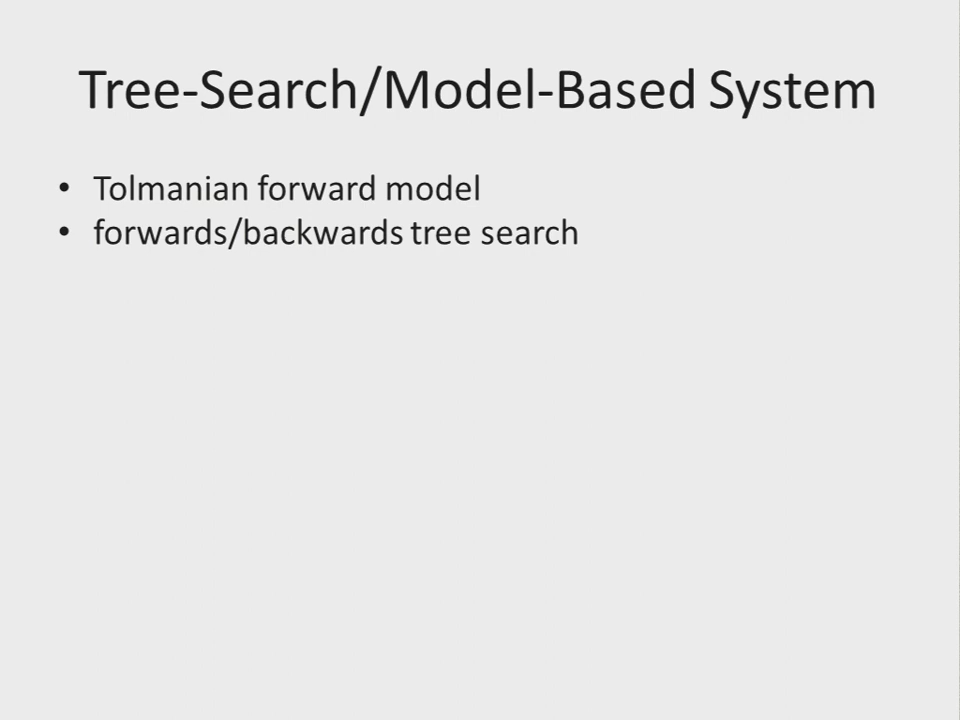 Tree-Search/Model-Based System
• Tolmanian forward model
• forwards/backwards tree search